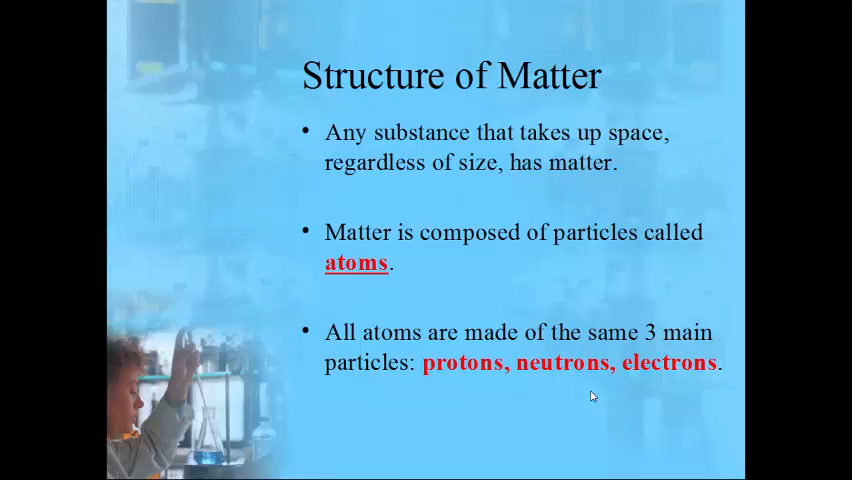 Structure of Matter
• Any substance that takes up space,
regardless of size, has matter.
• Matter is composed of particles called
atoms.
• All atoms are made of the same 3 main
particles: protons, neutrons, electrons.